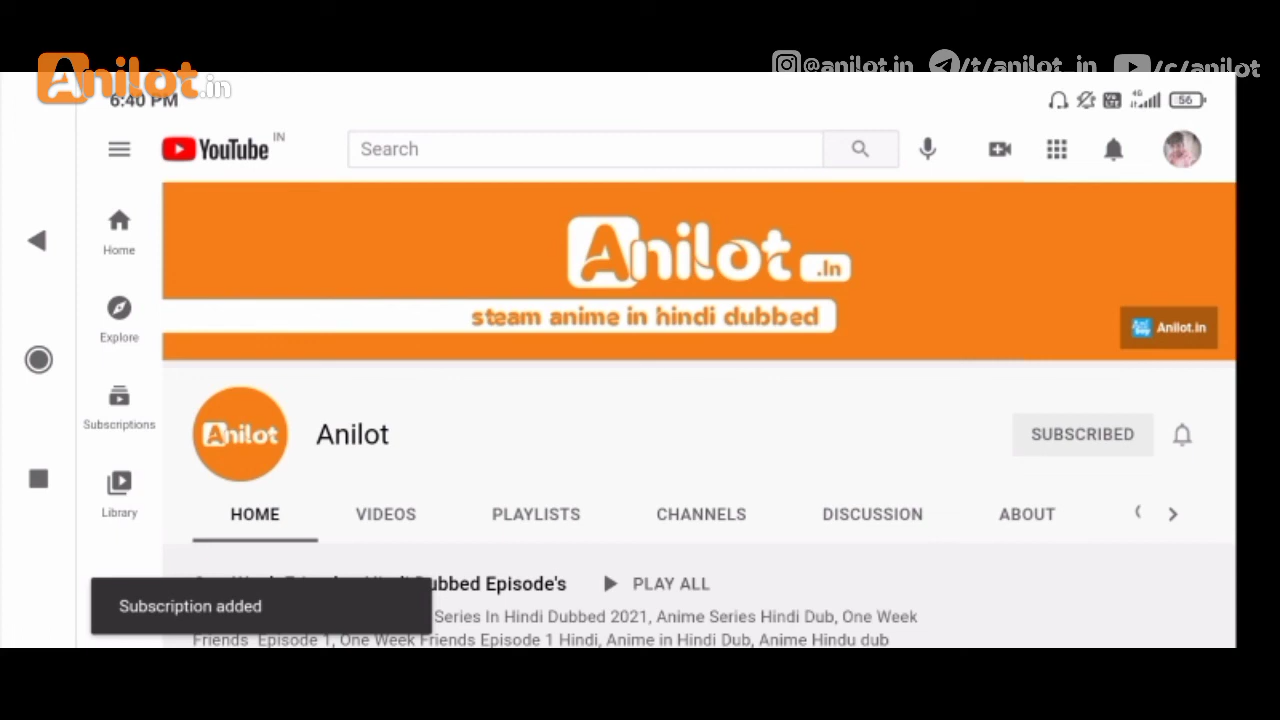 Anilot.in
@anilot.in
/t/anilot_in
/c/anilot
6:40 PM
4G
56
YouTube IN
Search
Home
Explore
Subscriptions
Library
Anilot .In
steam anime in hindi dubbed
Anilot.in
Anilot
Anilot
SUBSCRIBED
HOME
VIDEOS
PLAYLISTS
CHANNELS
DISCUSSION
ABOUT
ubbed Episode's
PLAY ALL
Subscription added
Series In Hindi Dubbed 2021, Anime Series Hindi Dub, One Week
Friends Episode 1, One Week Friends Episode 1 Hindi, Anime in Hindi Dub, Anime Hindu dub